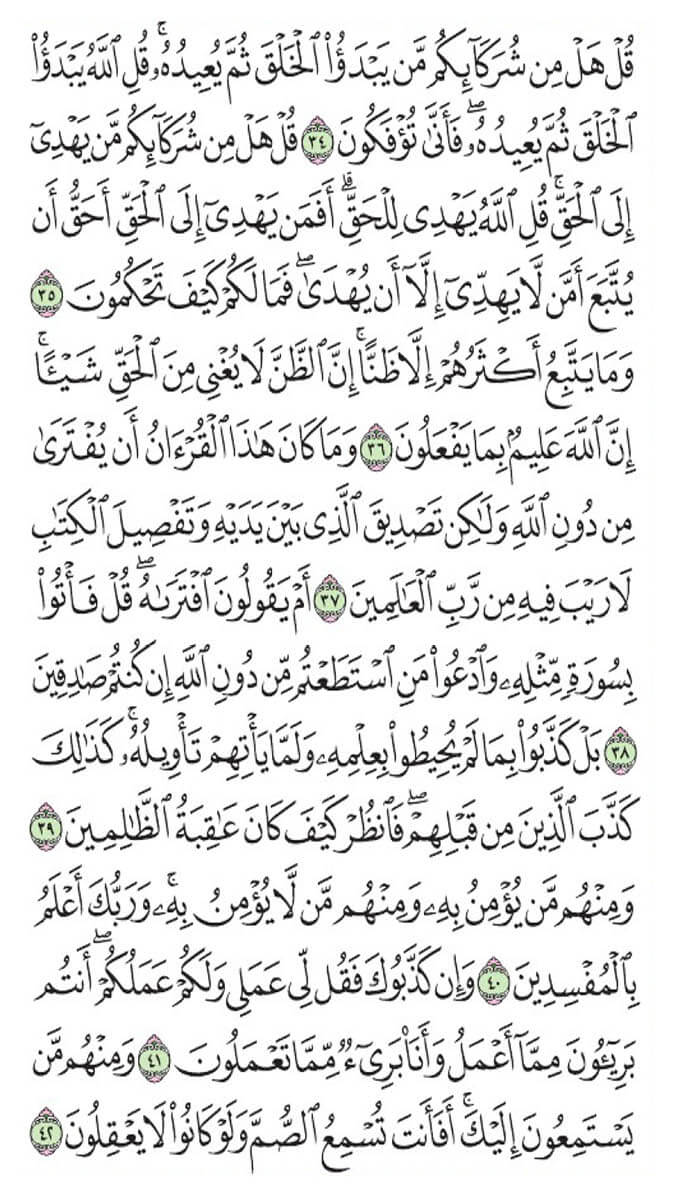 قُلْ هَلْ مِن شُرَكَآئِكُم مَّن يَبْدَؤُا۟ ٱلْخَلْقَ ثُمَّ يُعِيدُهُۥ ۚ قُلِ ٱللَّهُ يَبْدَؤُا۟
ٱلْخَلْقَ ثُمَّ يُعِيدُهُۥ ۖ فَأَنَّىٰ تُؤْفَكُونَ ٣٤ قُلْ هَلْ مِن شُرَكَآئِكُم مَّن يَهْدِىٓ
إِلَى ٱلْحَقِّ ۚ قُلِ ٱللَّهُ يَهْدِى لِلْحَقِّ ۗ أَفَمَن يَهْدِىٓ إِلَى ٱلْحَقِّ أَحَقُّ أَن
يُتَّبَعَ أَمَّن لَّا يَهِدِّىٓ إِلَّآ أَن يُهْدَىٰ ۖ فَمَا لَكُمْ كَيْفَ تَحْكُمُونَ ٣٥
وَمَا يَتَّبِعُ أَكْثَرُهُمْ إِلَّا ظَنًّا ۚ إِنَّ ٱلظَّنَّ لَا يُغْنِى مِنَ ٱلْحَقِّ شَيْـًٔا ۚ
إِنَّ ٱللَّهَ عَلِيمٌۢ بِمَا يَفْعَلُونَ ٣٦ وَمَا كَانَ هَـٰذَا ٱلْقُرْءَانُ أَن يُفْتَرَىٰ
مِن دُونِ ٱللَّهِ وَلَـٰكِن تَصْدِيقَ ٱلَّذِى بَيْنَ يَدَيْهِ وَتَفْصِيلَ ٱلْكِتَـٰبِ
لَا رَيْبَ فِيهِ مِن رَّبِّ ٱلْعَـٰلَمِينَ ٣٧ أَمْ يَقُولُونَ ٱفْتَرَىٰهُ ۖ قُلْ فَأْتُوا۟
بِسُورَةٍ مِّثْلِهِۦ وَٱدْعُوا۟ مَنِ ٱسْتَطَعْتُم مِّن دُونِ ٱللَّهِ إِن كُنتُمْ صَـٰدِقِينَ
٣٨ بَلْ كَذَّبُوا۟ بِمَا لَمْ يُحِيطُوا۟ بِعِلْمِهِۦ وَلَمَّا يَأْتِهِمْ تَأْوِيلُهُۥ ۚ كَذَٰلِكَ
كَذَّبَ ٱلَّذِينَ مِن قَبْلِهِمْ ۖ فَٱنظُرْ كَيْفَ كَانَ عَـٰقِبَةُ ٱلظَّـٰلِمِينَ ٣٩
وَمِنْهُم مَّن يُؤْمِنُ بِهِۦ وَمِنْهُم مَّن لَّا يُؤْمِنُ بِهِۦ ۚ وَرَبُّكَ أَعْلَمُ
بِٱلْمُفْسِدِينَ ٤٠ وَإِن كَذَّبُوكَ فَقُل لِّى عَمَلِى وَلَكُمْ عَمَلُكُمْ ۖ أَنتُم
بَرِيٓـُٔونَ مِمَّآ أَعْمَلُ وَأَنَا۠ بَرِىٓءٌ مِّمَّا تَعْمَلُونَ ٤١ وَمِنْهُم مَّن
يَسْتَمِعُونَ إِلَيْكَ ۚ أَفَأَنتَ تُسْمِعُ ٱلصُّمَّ وَلَوْ كَانُوا۟ لَا يَعْقِلُونَ ٤٢